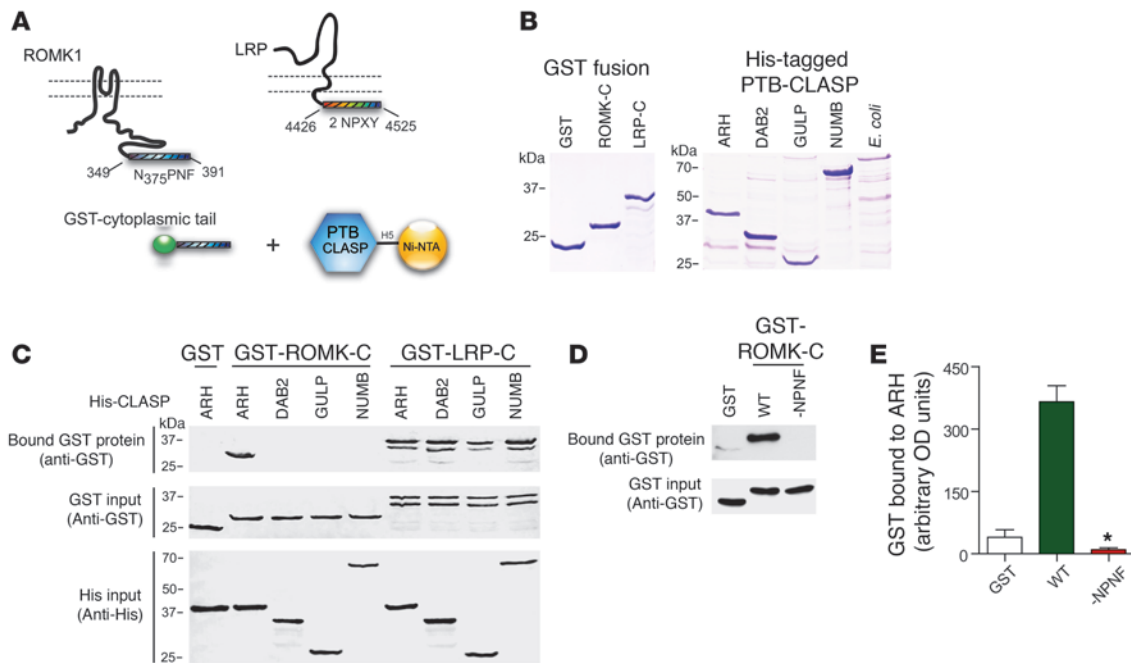 A
ROMK1
LRP
349
N375PNF
391
4426
2 NPXY
4525
GST-cytoplasmic tail
+
PTB
CLASP
H5
Ni-NTA
B
GST fusion
His-tagged
PTB-CLASP
GST
ROMK-C
LRP-C
ARH
DAB2
GULP
NUMB
E. coli
kDa
37-
25-
kDa
70-
50-
37-
25-
C
GST
GST-ROMK-C
GST-LRP-C
His-CLASP
ARH
ARH
DAB2
GULP
NUMB
ARH
DAB2
GULP
NUMB
kDa
Bound GST protein
(anti-GST)
37-
25-
GST input
(Anti-GST)
37-
25-
His input
(Anti-His)
70-
50-
37-
25-
D
GST-
ROMK-C
GST
WT
-NPNF
Bound GST protein
(anti-GST)
GST input
(Anti-GST)
E
GST bound to ARH
(arbitrary OD units)
450
300
150
0
*
GST
WT
-NPNF